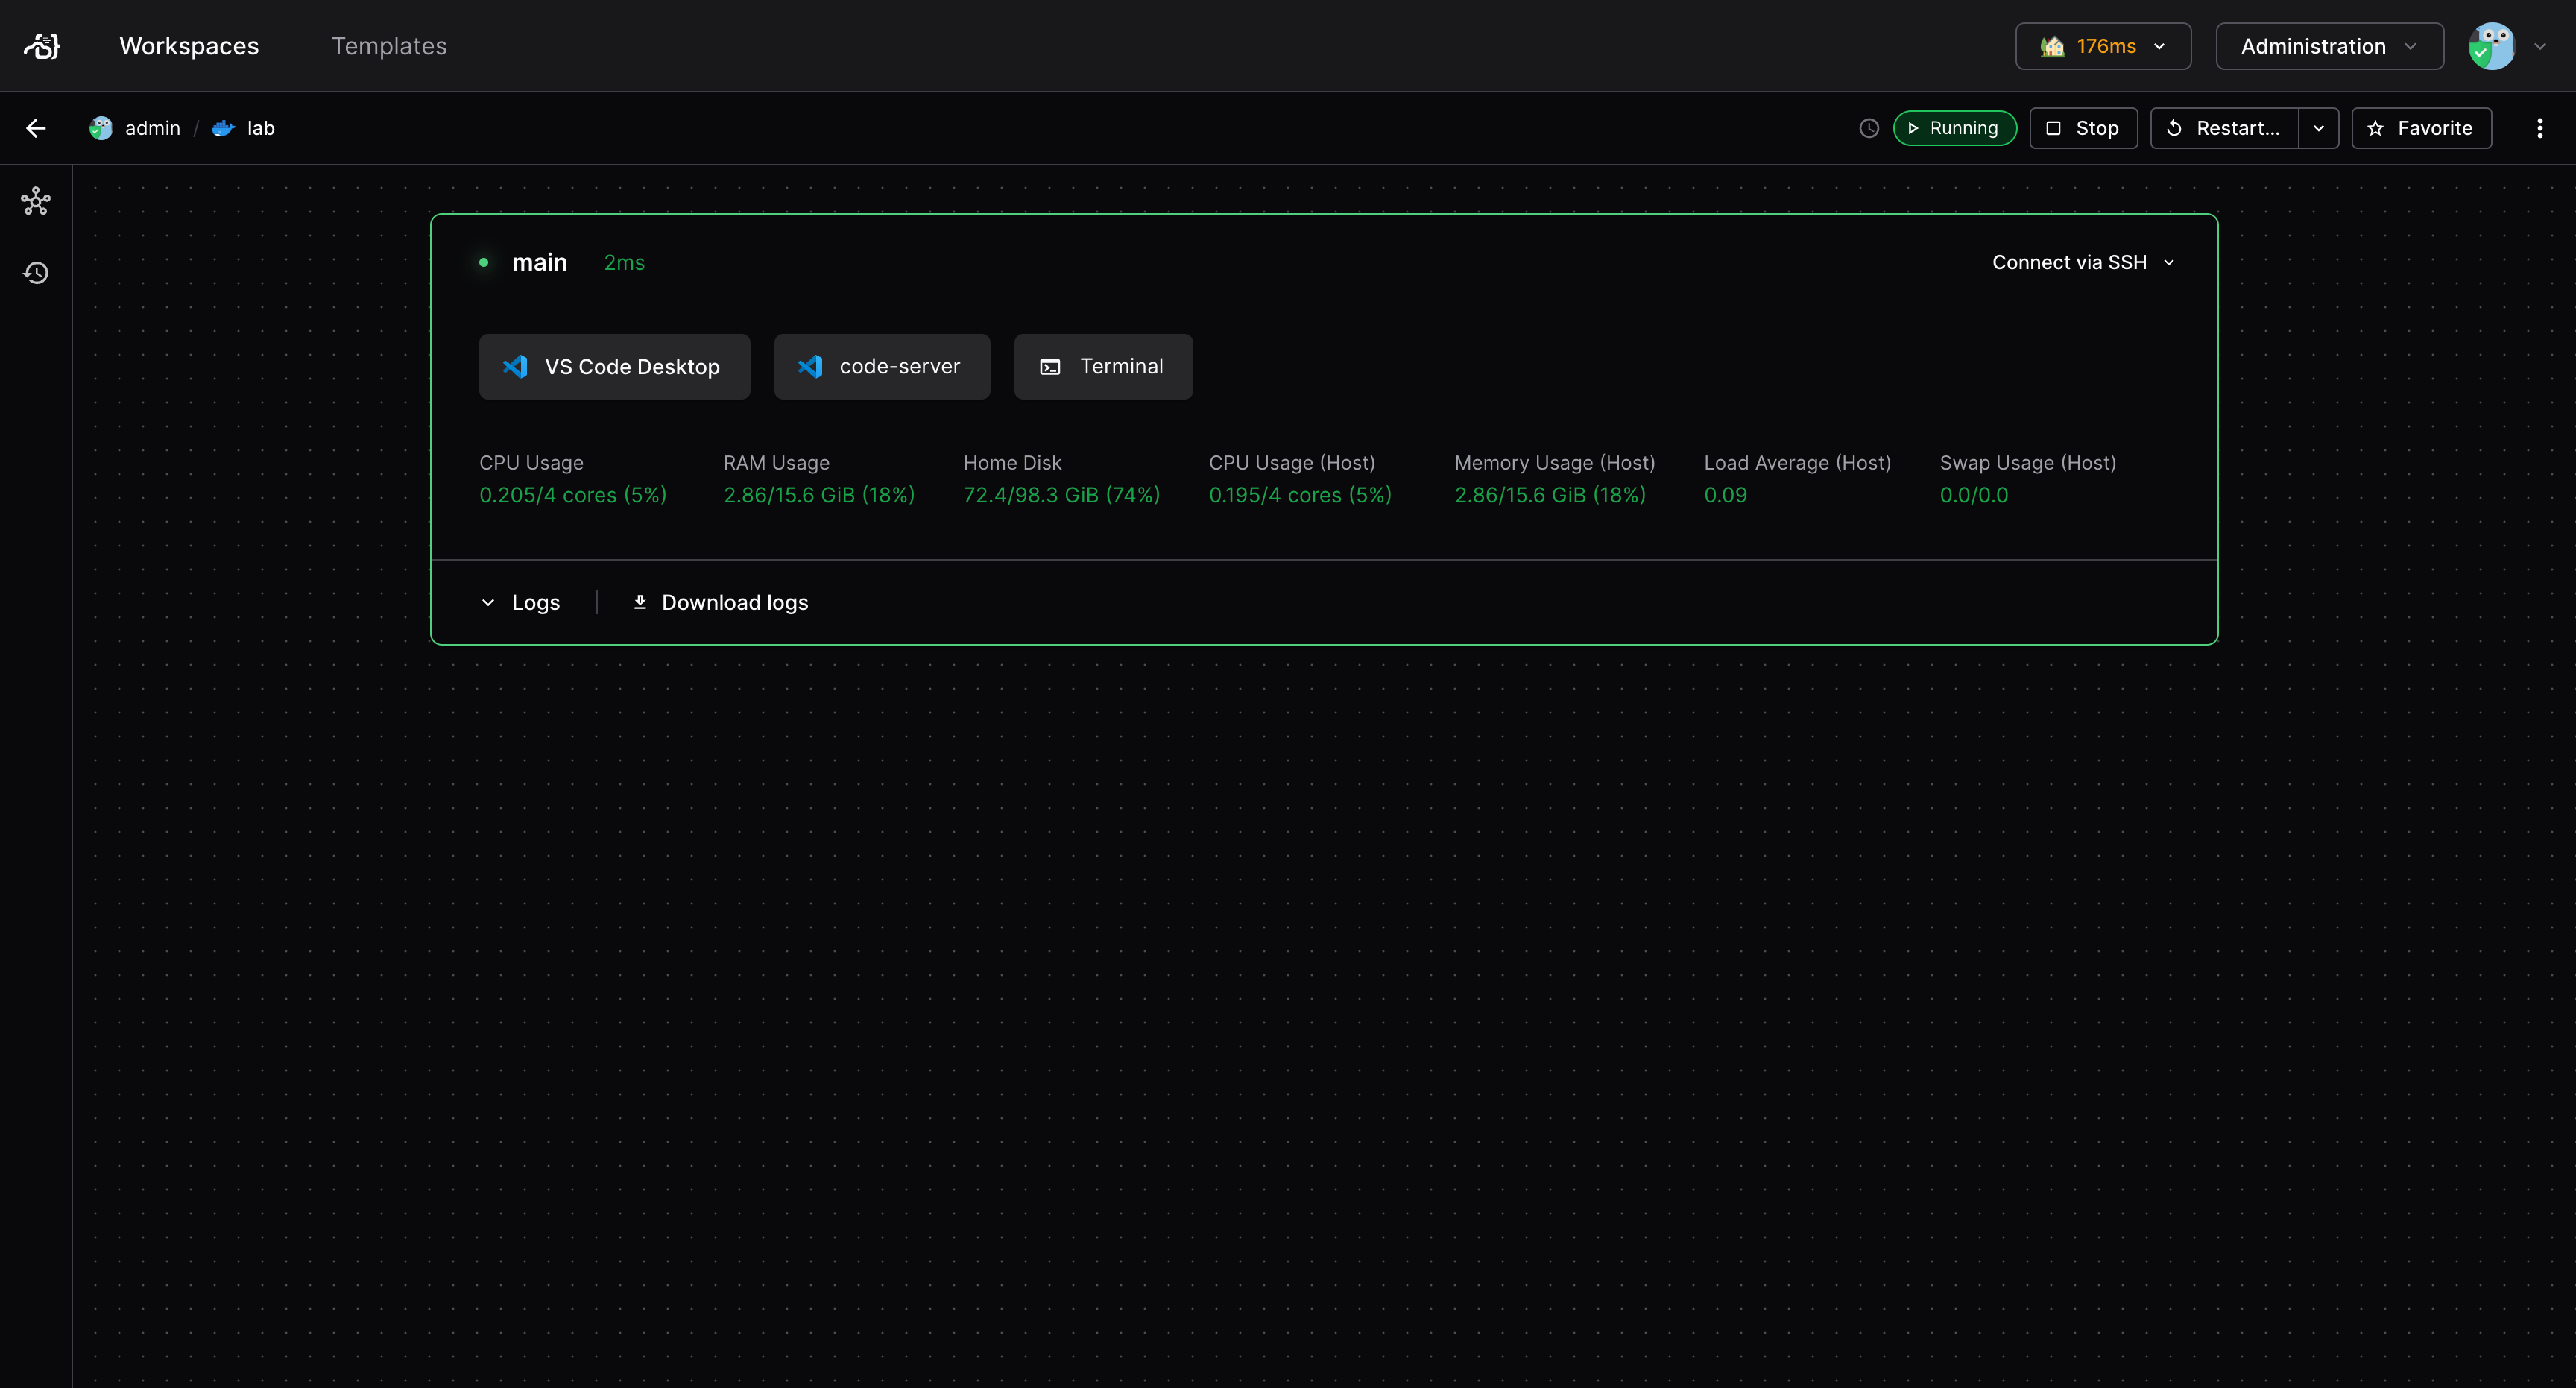 Workspaces Templates 176ms Administration
admin / lab Running Stop Restart... Favorite
main 2ms Connect via SSH
VS Code Desktop code-server Terminal
CPU Usage RAM Usage Home Disk CPU Usage (Host) Memory Usage (Host) Load Average (Host) Swap Usage (Host)
0.205/4 cores (5%) 2.86/15.6 GiB (18%) 72.4/98.3 GiB (74%) 0.195/4 cores (5%) 2.86/15.6 GiB (18%) 0.09 0.0/0.0
Logs Download logs